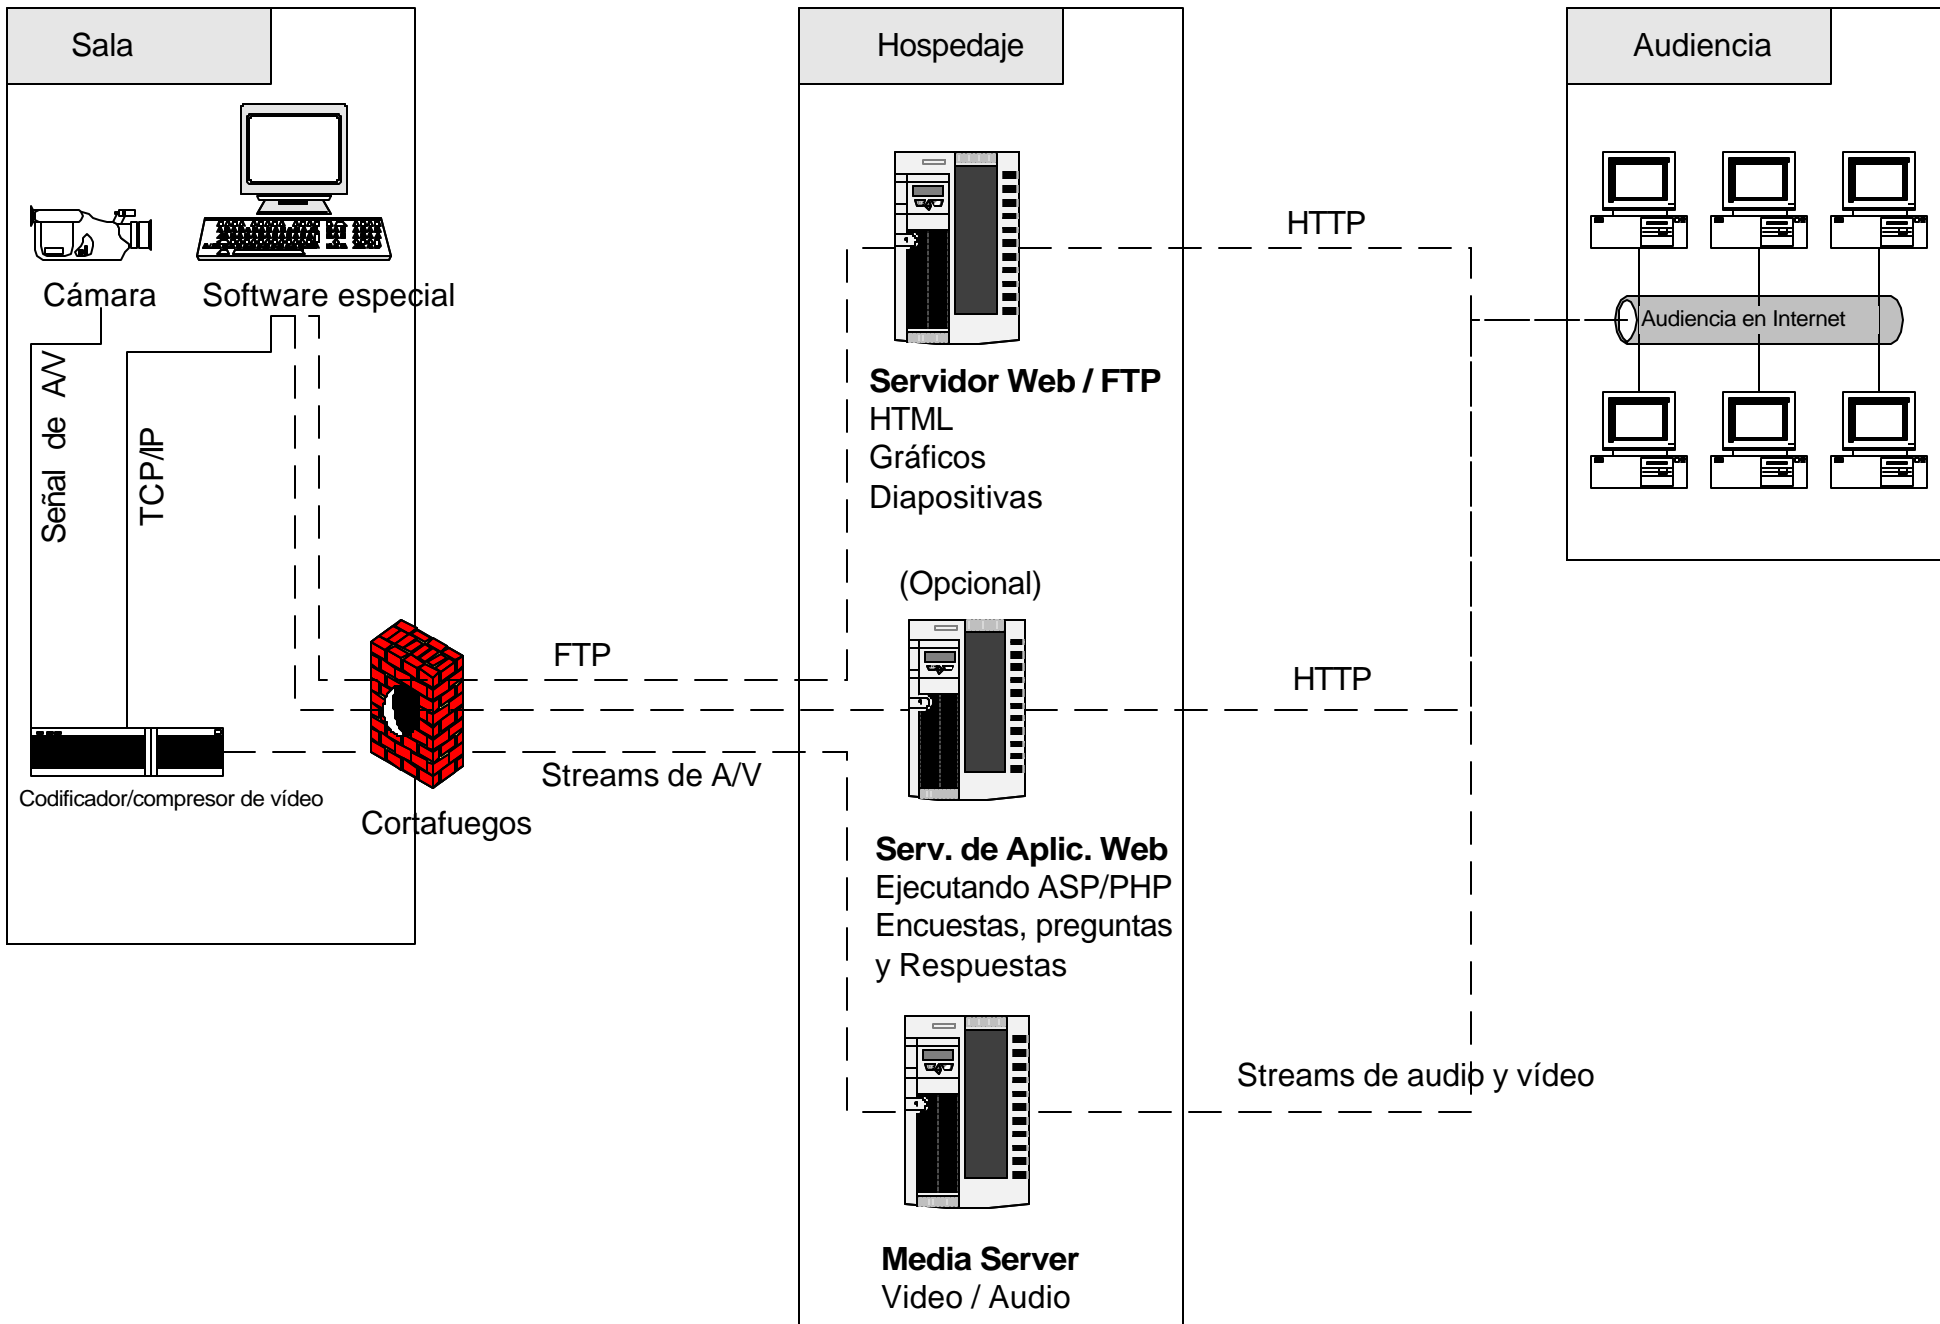 Sala
Hospedaje
Audiencia
Cámara
Software especial
Señal de A/V
TCP/IP
Codificador/compresor de vídeo
Cortafuegos
FTP
Streams de A/V
Servidor Web / FTP
HTML
Gráficos
Diapositivas
(Opcional)
Serv. de Aplic. Web
Ejecutando ASP/PHP
Encuestas, preguntas
y Respuestas
Media Server
Video / Audio
HTTP
HTTP
Streams de audio y vídeo
Audiencia en Internet